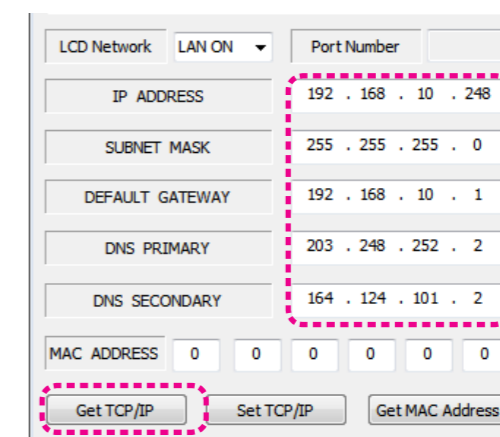 LCD Network LAN ON Port Number
IP ADDRESS 192 . 168 . 10 . 248
SUBNET MASK 255 . 255 . 255 . 0
DEFAULT GATEWAY 192 . 168 . 10 . 1
DNS PRIMARY 203 . 248 . 252 . 2
DNS SECONDARY 164 . 124 . 101 . 2
MAC ADDRESS 0 0 0 0 0 0
Get TCP/IP Set TCP/IP Get MAC Address